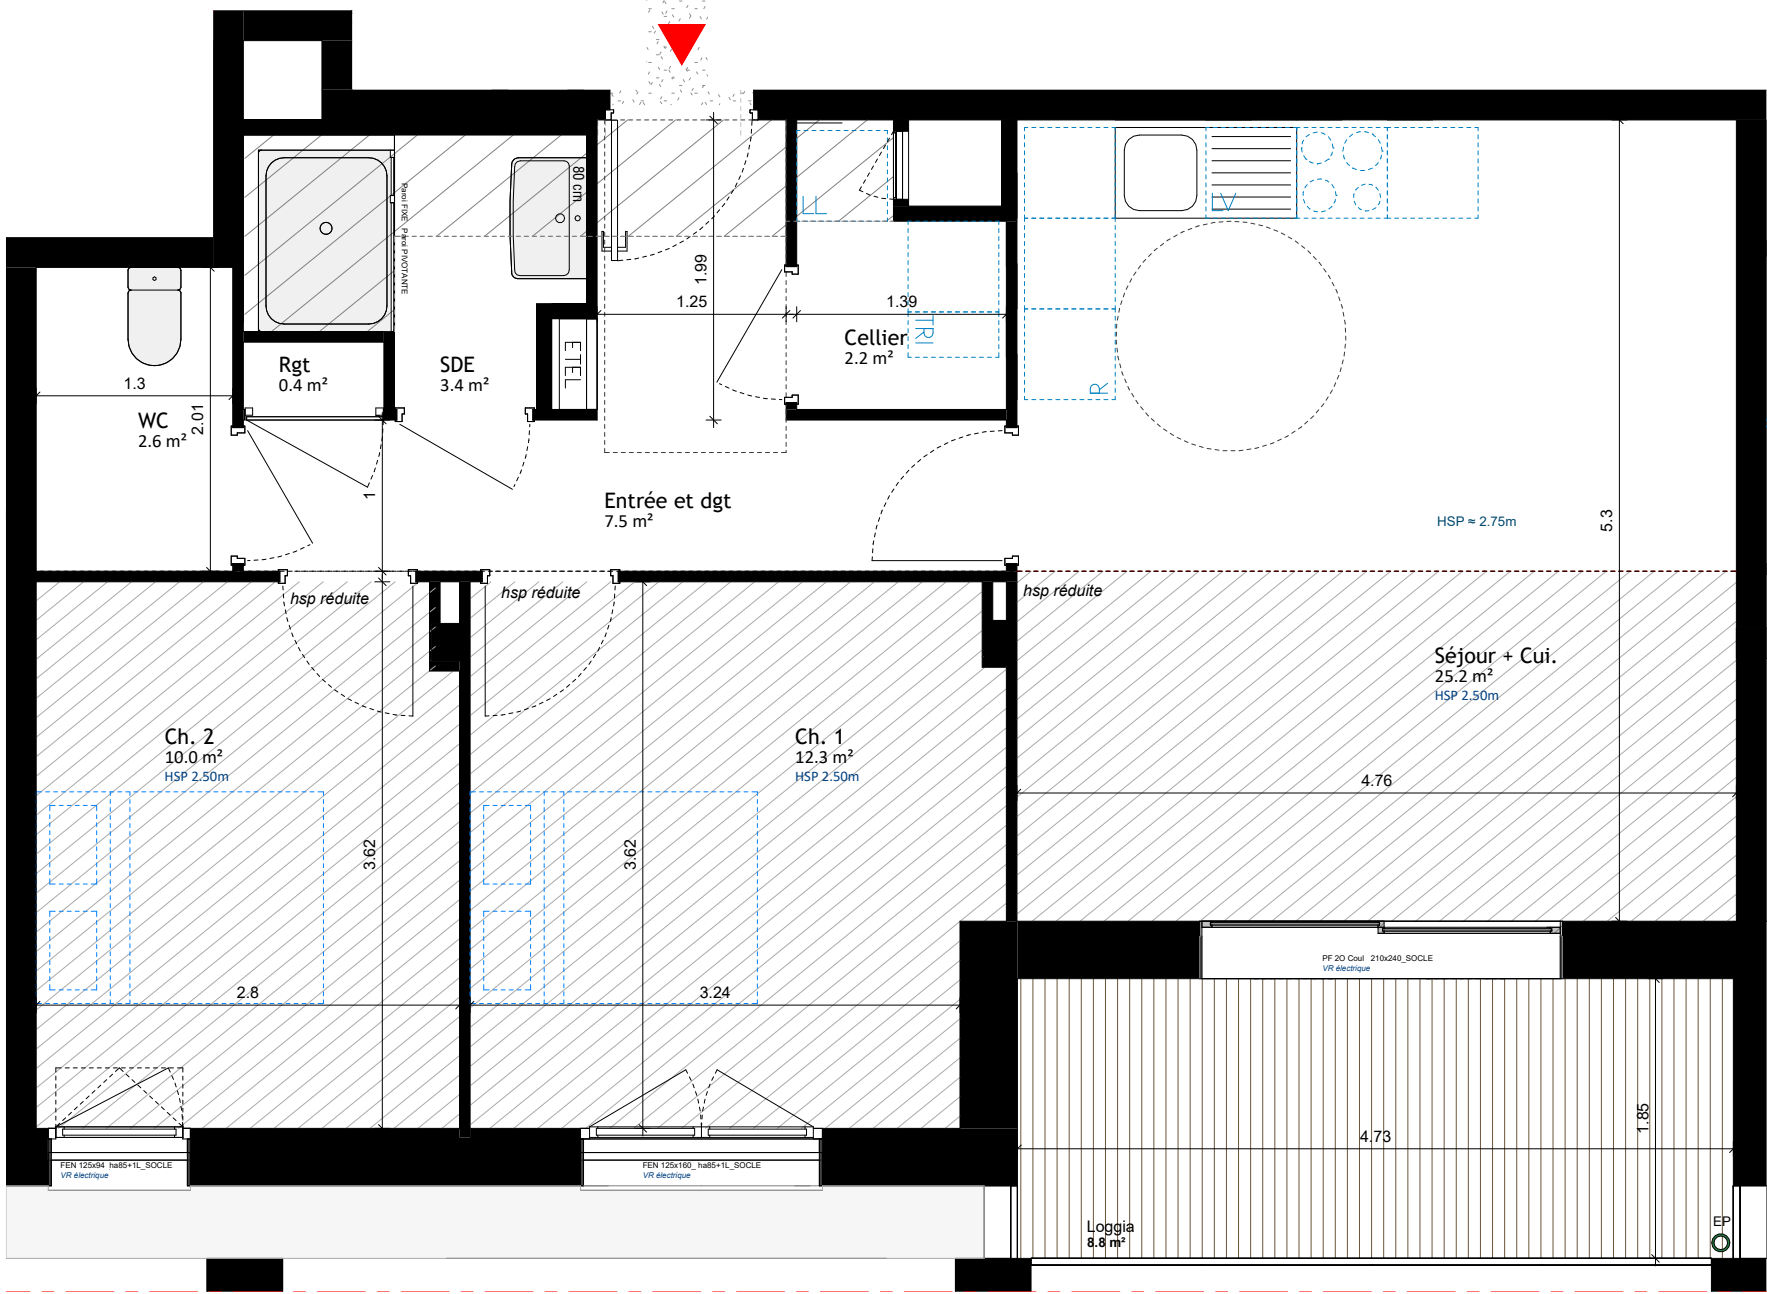 80 cm
Paroi FIXE
Paroi PIVOTANTE
LL
LV
1.99
1.25
1.39
Cellier
2.2 m²
TRI
R
ETEL
Rgt
0.4 m²
SDE
3.4 m²
1.3
WC
2.6 m²
2.01
1
Entrée et dgt
7.5 m²
HSP ≈ 2.75m
5.3
hsp réduite
hsp réduite
hsp réduite
Séjour + Cui.
25.2 m²
HSP 2.50m
Ch. 2
10.0 m²
HSP 2.50m
Ch. 1
12.3 m²
HSP 2.50m
4.76
3.62
3.62
2.8
3.24
PF 2O Coul 210x240_SOCLE
VR électrique
1.85
4.73
FEN 125x94 ha85+1L_SOCLE
VR électrique
FEN 125x160_ ha85+1L_SOCLE
VR électrique
Loggia
8.8 m²
EP